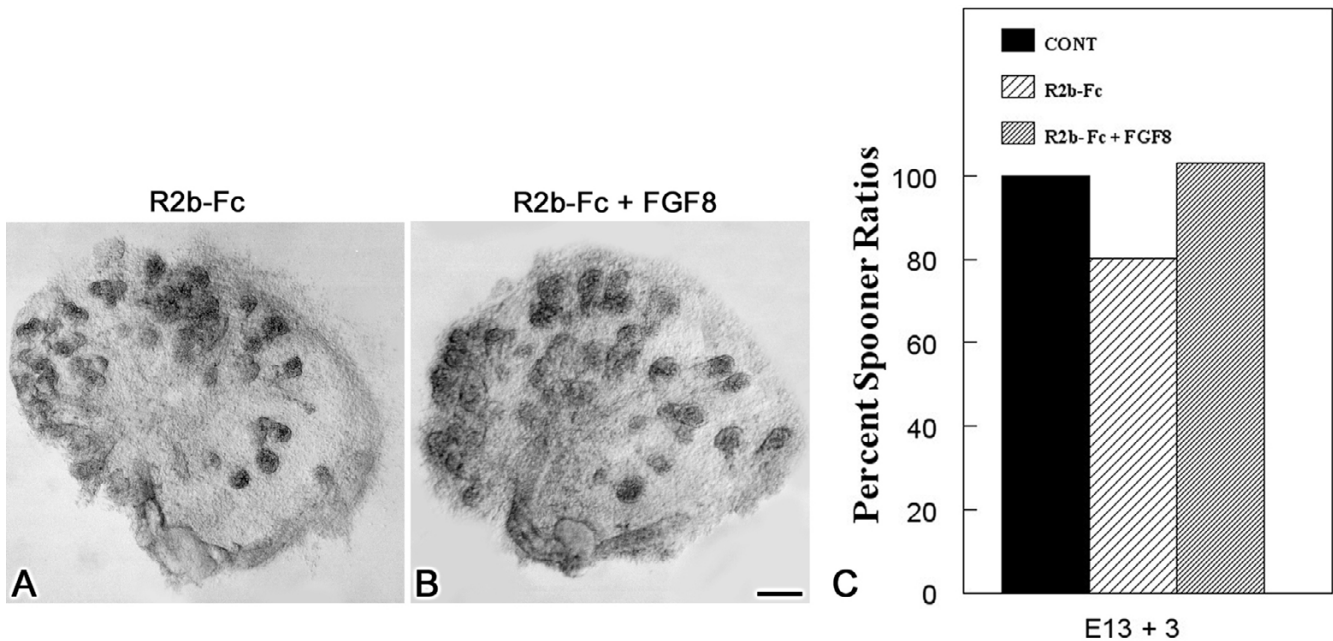 R2b-Fc
R2b-Fc + FGF8
A
B
C
CONT
R2b-Fc
R2b-Fc + FGF8
Percent Spooner Ratios
100
80
60
40
20
0
E13 + 3